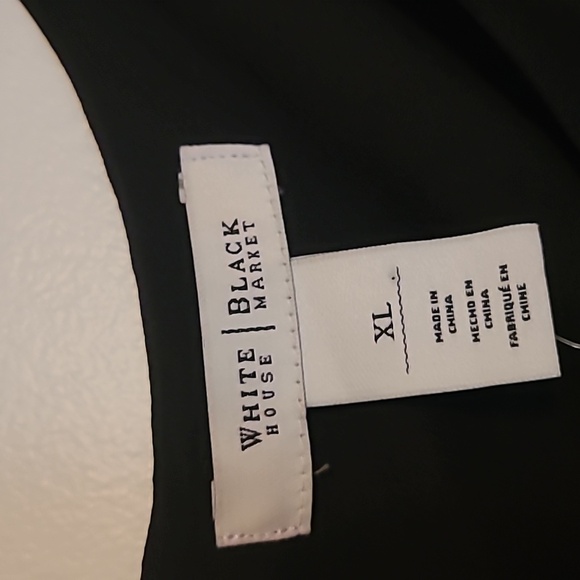 WHITE | BLACK
HOUSE | MARKET
XL
MADE IN
CHINA
HECHO EN
CHINA
FABRIQUÉ EN
CHINE